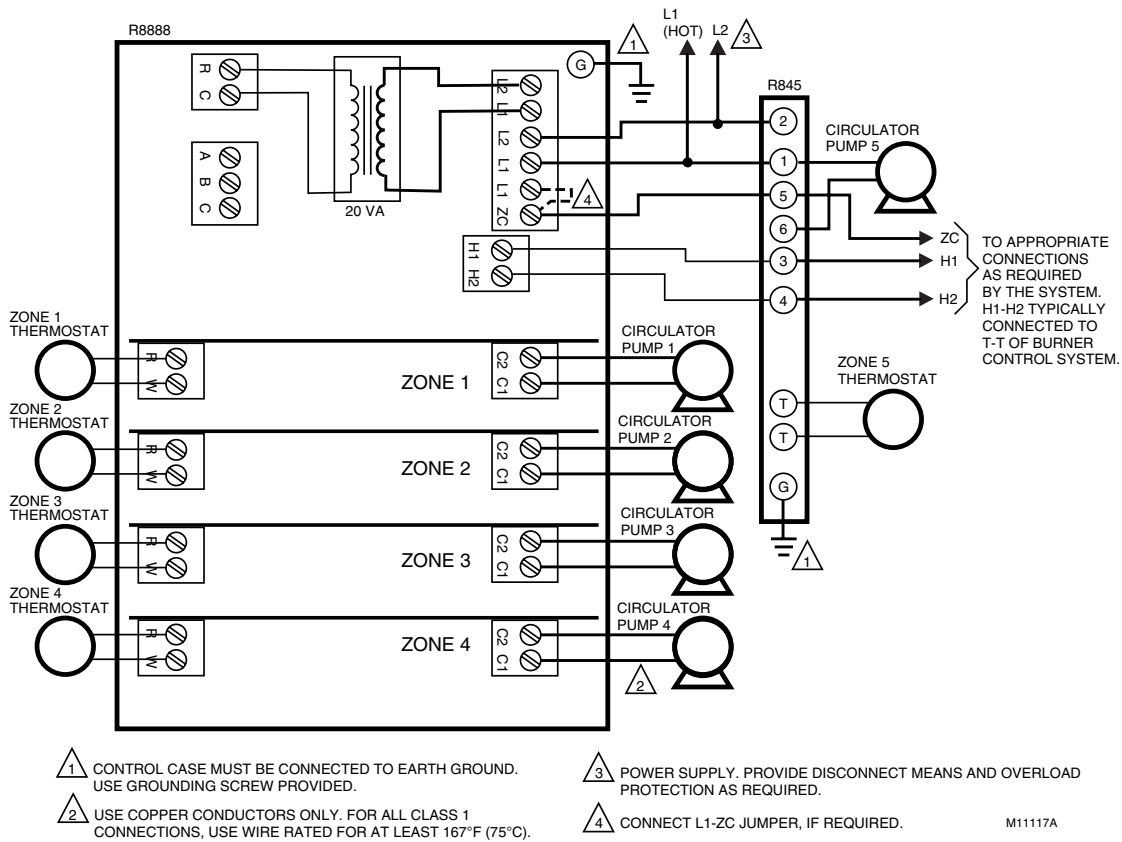 R8888
L1
(HOT)
L2
1
3
R
C
A
B
C
20 VA
L2
L1
L2
L1
L1
ZC
4
G
H1
H2
R845
2
1
5
6
3
4
T
T
G
1
CIRCULATOR
PUMP 5
ZC
H1
H2
TO APPROPRIATE
CONNECTIONS
AS REQUIRED
BY THE SYSTEM.
H1-H2 TYPICALLY
CONNECTED TO
T-T OF BURNER
CONTROL SYSTEM.
ZONE 5
THERMOSTAT
ZONE 1
THERMOSTAT
R
W
ZONE 1
C2
C1
CIRCULATOR
PUMP 1
ZONE 2
THERMOSTAT
R
W
ZONE 2
C2
C1
CIRCULATOR
PUMP 2
ZONE 3
THERMOSTAT
R
W
ZONE 3
C2
C1
CIRCULATOR
PUMP 3
ZONE 4
THERMOSTAT
R
W
ZONE 4
C2
C1
CIRCULATOR
PUMP 4
2
1 CONTROL CASE MUST BE CONNECTED TO EARTH GROUND.
USE GROUNDING SCREW PROVIDED.
2 USE COPPER CONDUCTORS ONLY. FOR ALL CLASS 1
CONNECTIONS, USE WIRE RATED FOR AT LEAST 167°F (75°C).
3 POWER SUPPLY. PROVIDE DISCONNECT MEANS AND OVERLOAD
PROTECTION AS REQUIRED.
4 CONNECT L1-ZC JUMPER, IF REQUIRED.
M11117A